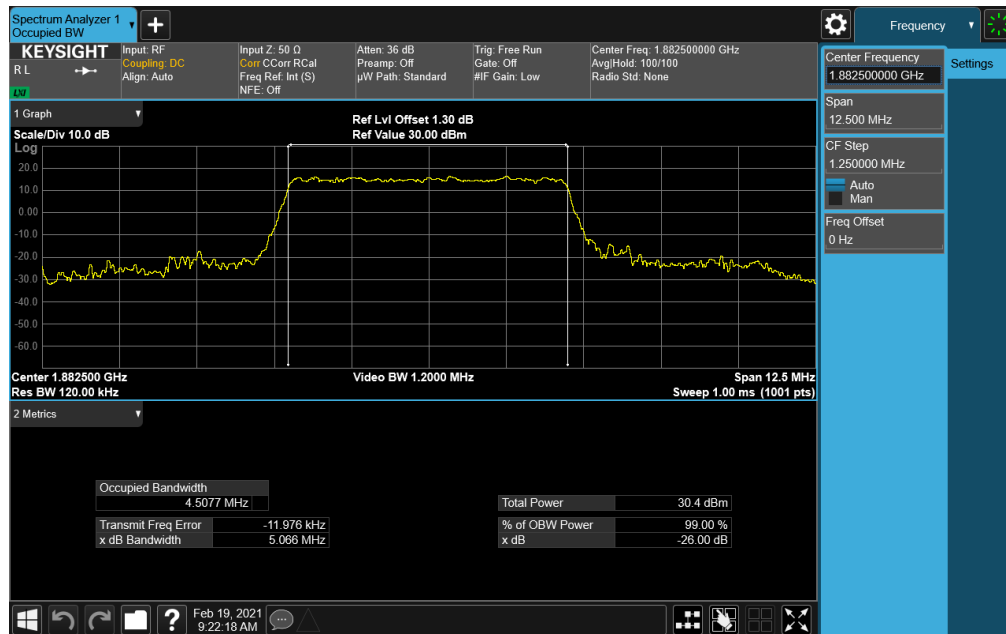 Spectrum Analyzer 1
Occupied BW
Frequency
KEYSIGHT
R L
LXI
Input: RF
Coupling: DC
Align: Auto
Input Z: 50 Ω
Corr CCorr RCal
Freq Ref: Int (S)
NFE: Off
Atten: 36 dB
Preamp: Off
µW Path: Standard
Trig: Free Run
Gate: Off
#IF Gain: Low
Center Freq: 1.882500000 GHz
Avg|Hold: 100/100
Radio Std: None
Center Frequency
1.882500000 GHz
Settings
Span
12.500 MHz
CF Step
1.250000 MHz
Auto
Man
Freq Offset
0 Hz
1 Graph
Scale/Div 10.0 dB
Ref Lvl Offset 1.30 dB
Ref Value 30.00 dBm
Log
20.0
10.0
0.00
-10.0
-20.0
-30.0
-40.0
-50.0
-60.0
Center 1.882500 GHz
Video BW 1.2000 MHz
Span 12.5 MHz
Res BW 120.00 kHz
Sweep 1.00 ms (1001 pts)
2 Metrics
Occupied Bandwidth
4.5077 MHz
Total Power 30.4 dBm
Transmit Freq Error -11.976 kHz
% of OBW Power 99.00 %
x dB Bandwidth 5.066 MHz
x dB -26.00 dB
?
Feb 19, 2021
9:22:18 AM